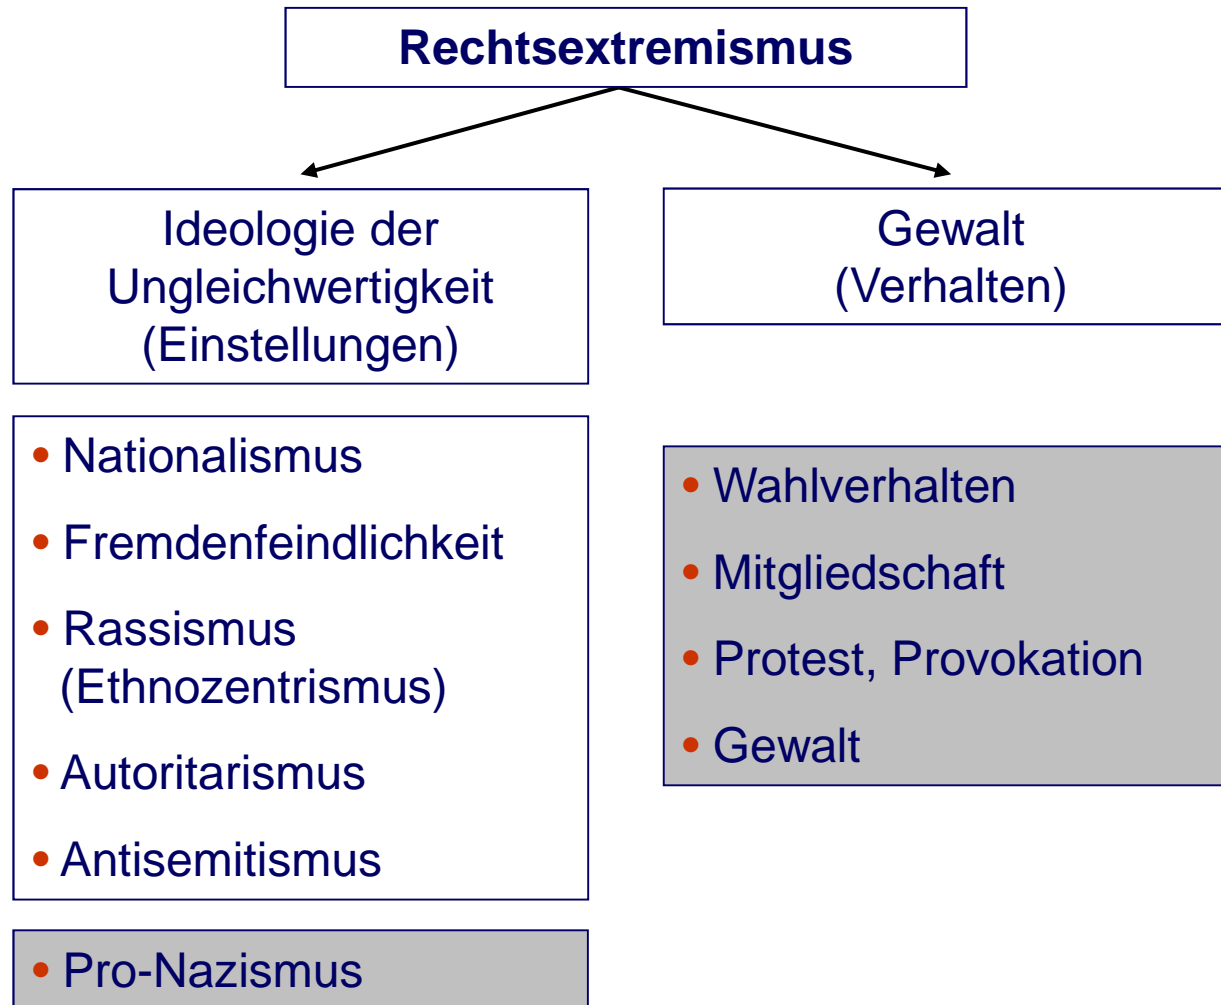 Rechtsextremismus
Ideologie der
Ungleichwertigkeit
(Einstellungen)
Gewalt
(Verhalten)
• Nationalismus
• Fremdenfeindlichkeit
• Rassismus
(Ethnozentrismus)
• Autoritarismus
• Antisemitismus
• Pro-Nazismus
• Wahlverhalten
• Mitgliedschaft
• Protest, Provokation
• Gewalt